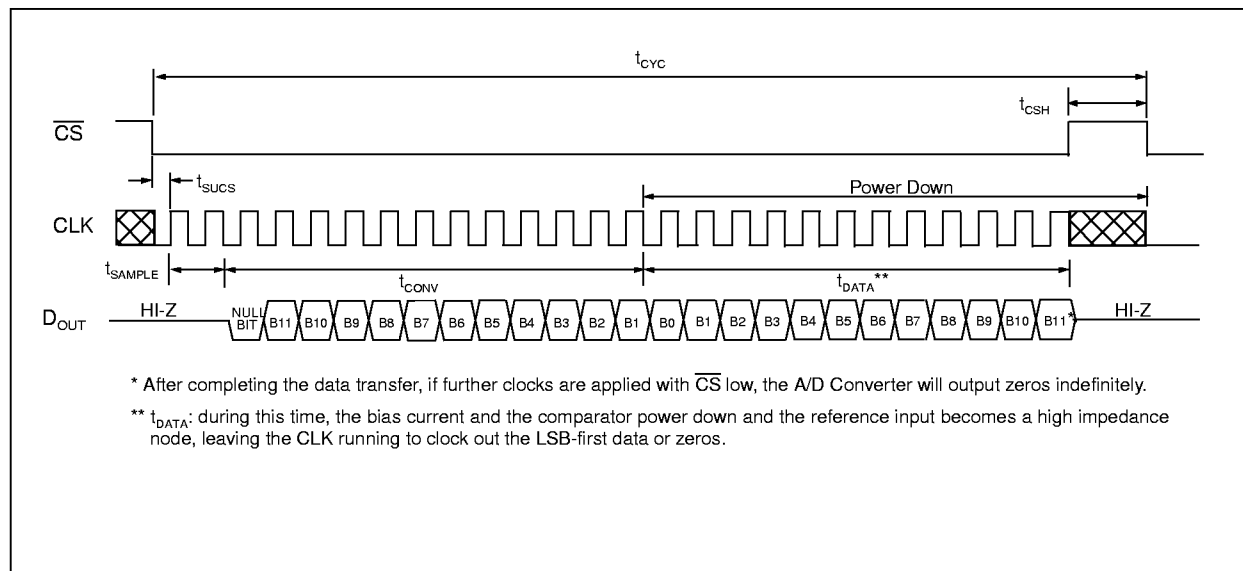 tCYC
tCSH
CS
tSUCS
Power Down
CLK
tSAMPLE
tCONV
tDATA**
DOUT
HI-Z
NULL BIT B11 B10 B9 B8 B7 B6 B5 B4 B3 B2 B1 B0 B1 B2 B3 B4 B5 B6 B7 B8 B9 B10 B11*
HI-Z
* After completing the data transfer, if further clocks are applied with CS low, the A/D Converter will output zeros indefinitely.
** tDATA: during this time, the bias current and the comparator power down and the reference input becomes a high impedance
node, leaving the CLK running to clock out the LSB-first data or zeros.